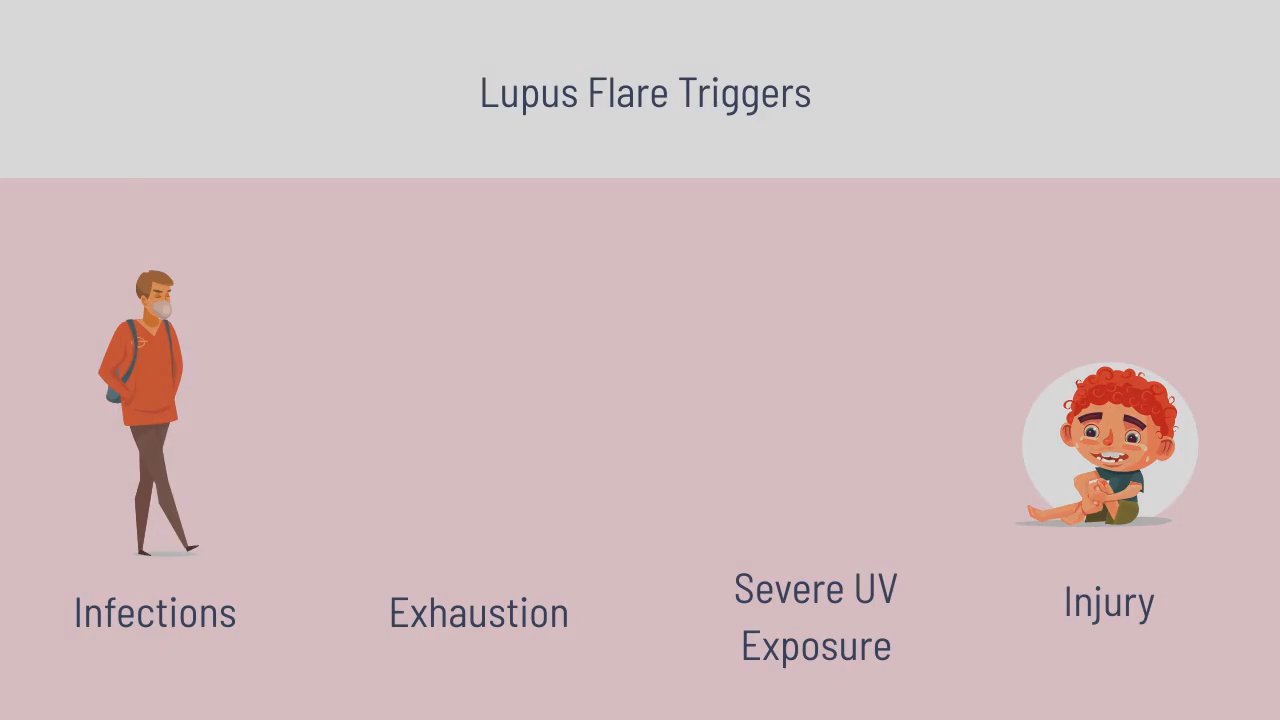 Lupus Flare Triggers
Infections
Exhaustion
Severe UV
Exposure
Injury